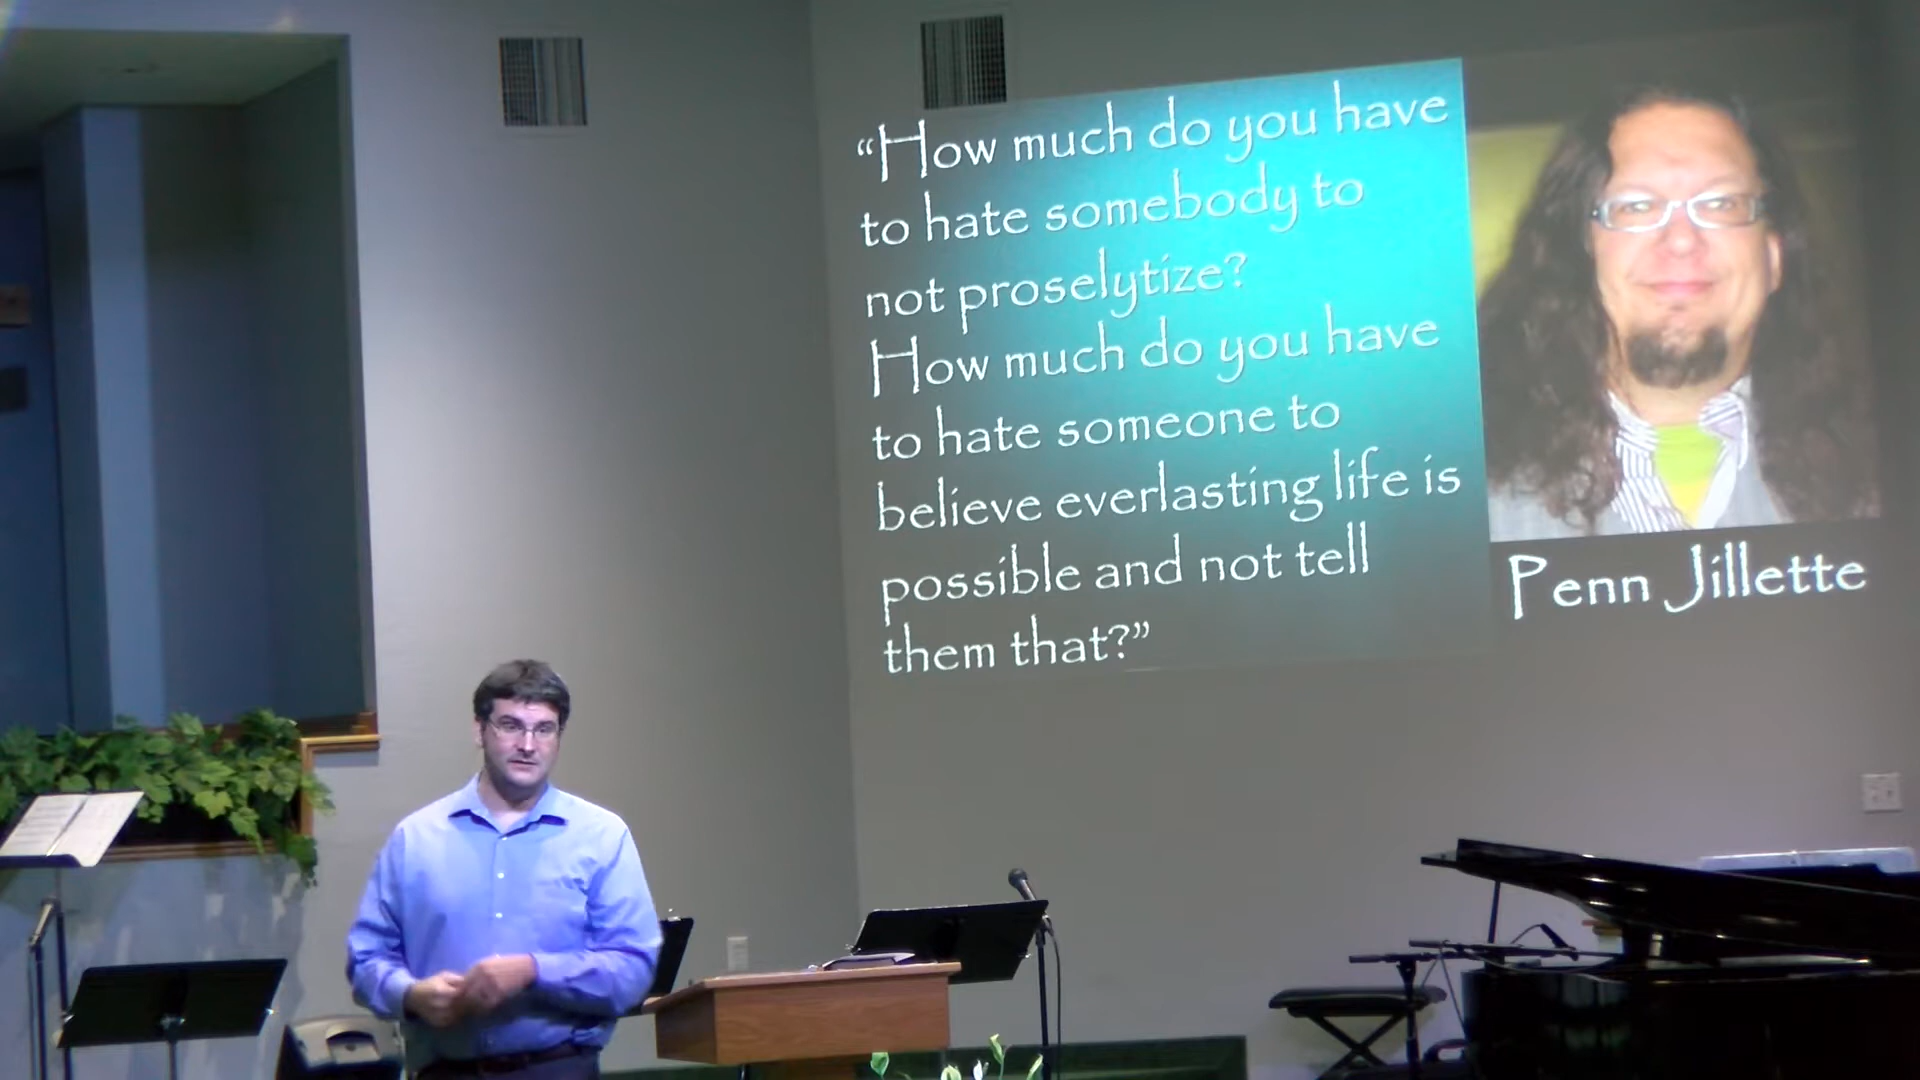 “How much do you have
to hate somebody to
not proselytize?
How much do you have
to hate someone to
believe everlasting life is
possible and not tell
them that?”
Penn Jillette